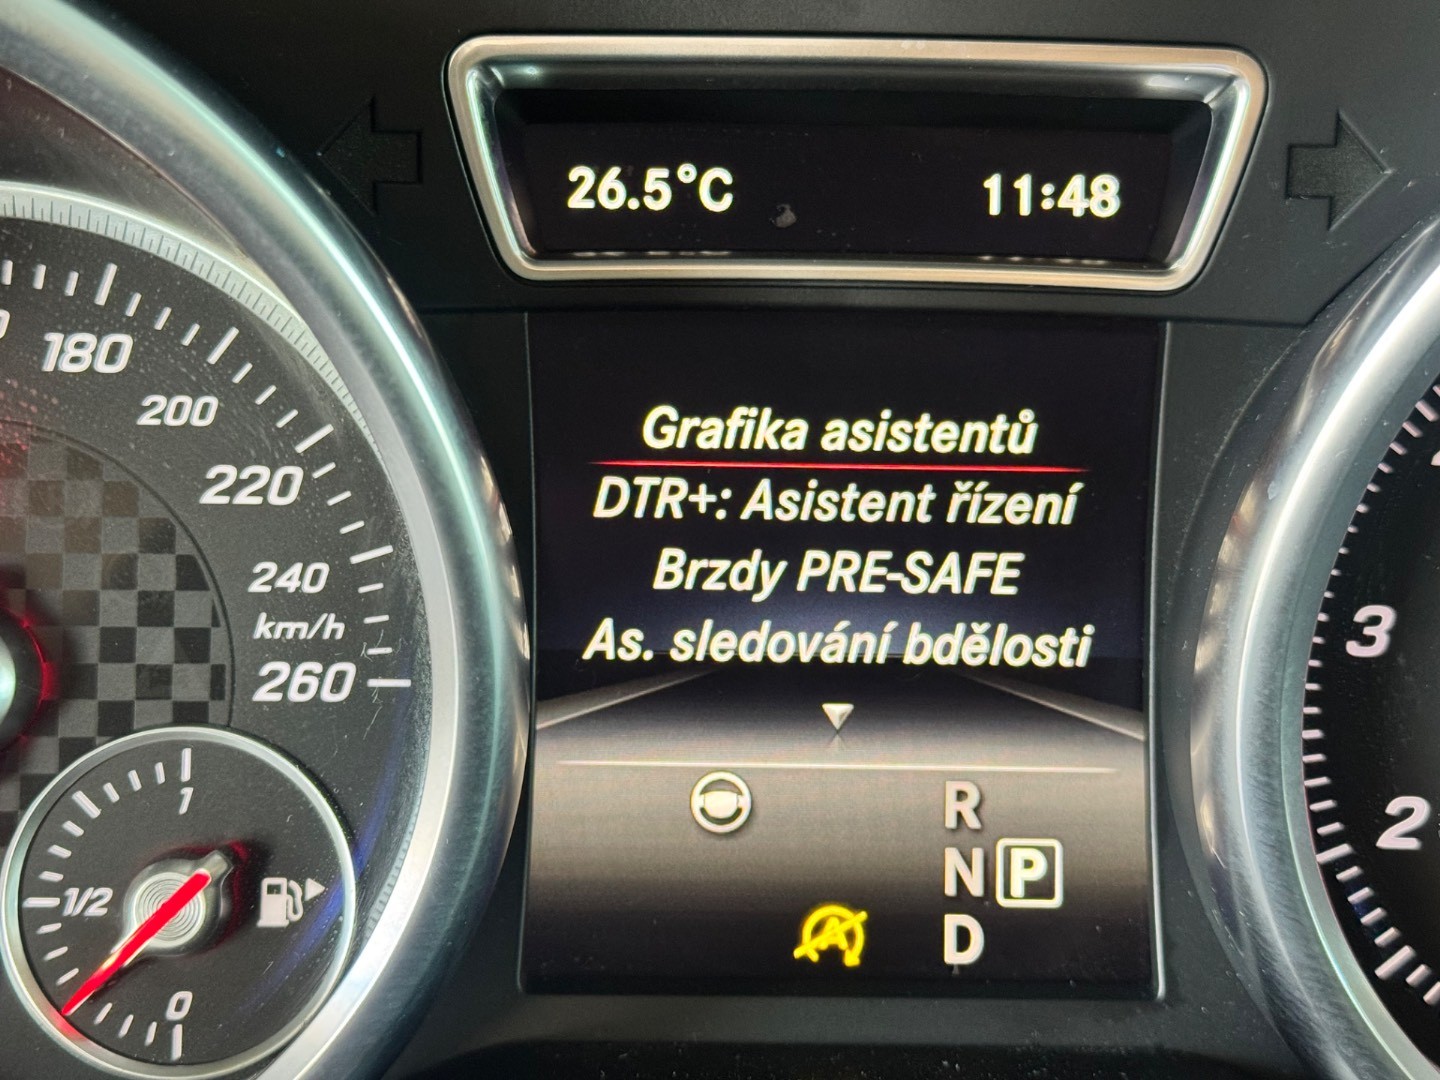 26.5°C 11:48
180
200
220
240
km/h
260
Grafika asistentů
DTR+: Asistent řízení
Brzdy PRE-SAFE
As. sledování bdělosti
R
N P
D
A
1
1/2
0
3
2